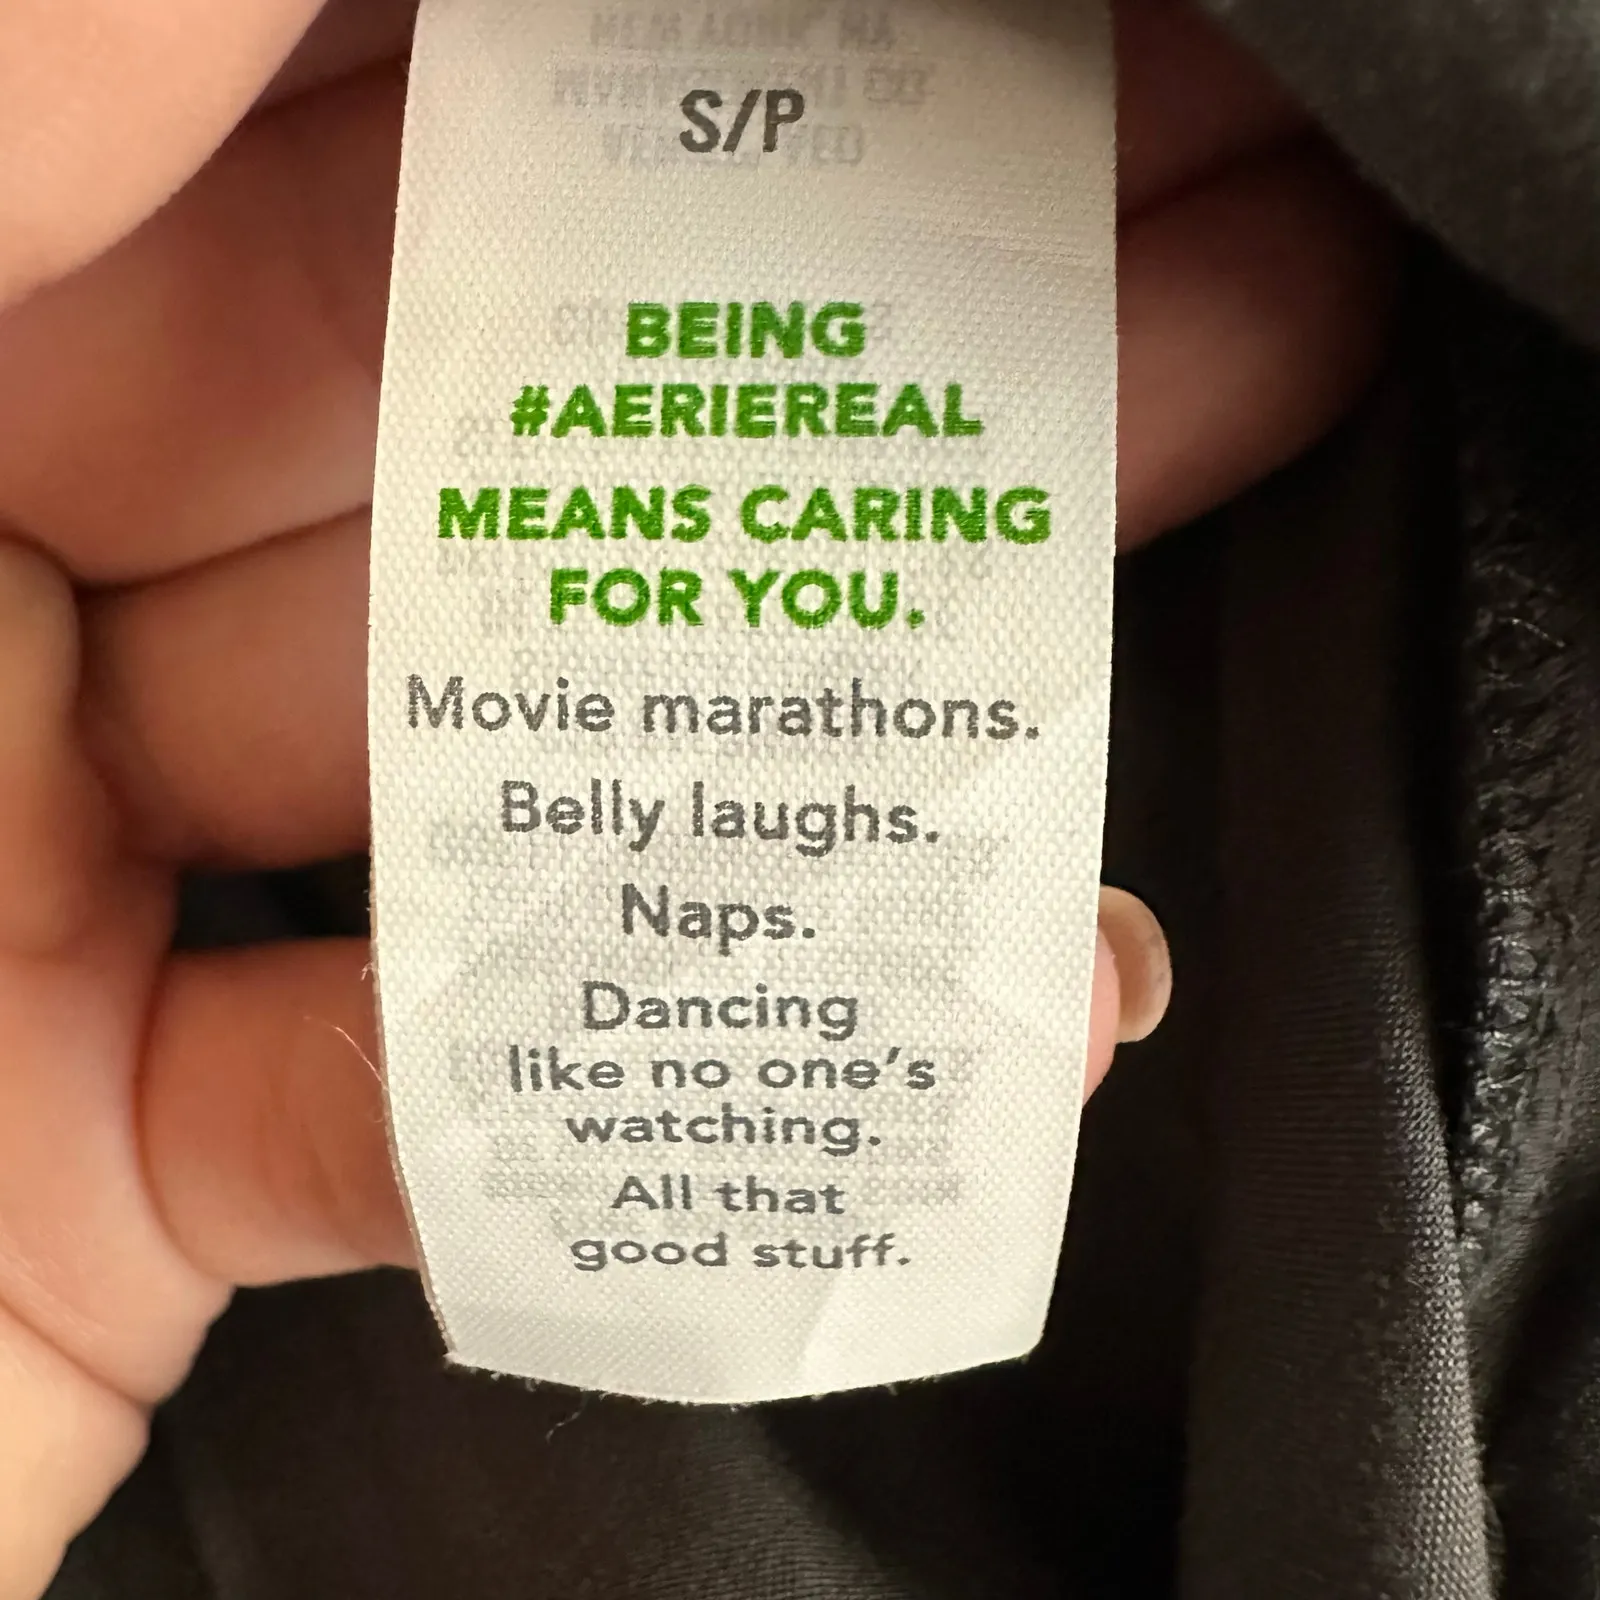 S/P
BEING
#AERIEREAL
MEANS CARING
FOR YOU.
Movie marathons.
Belly laughs.
Naps.
Dancing
like no one's
watching.
All that
good stuff.